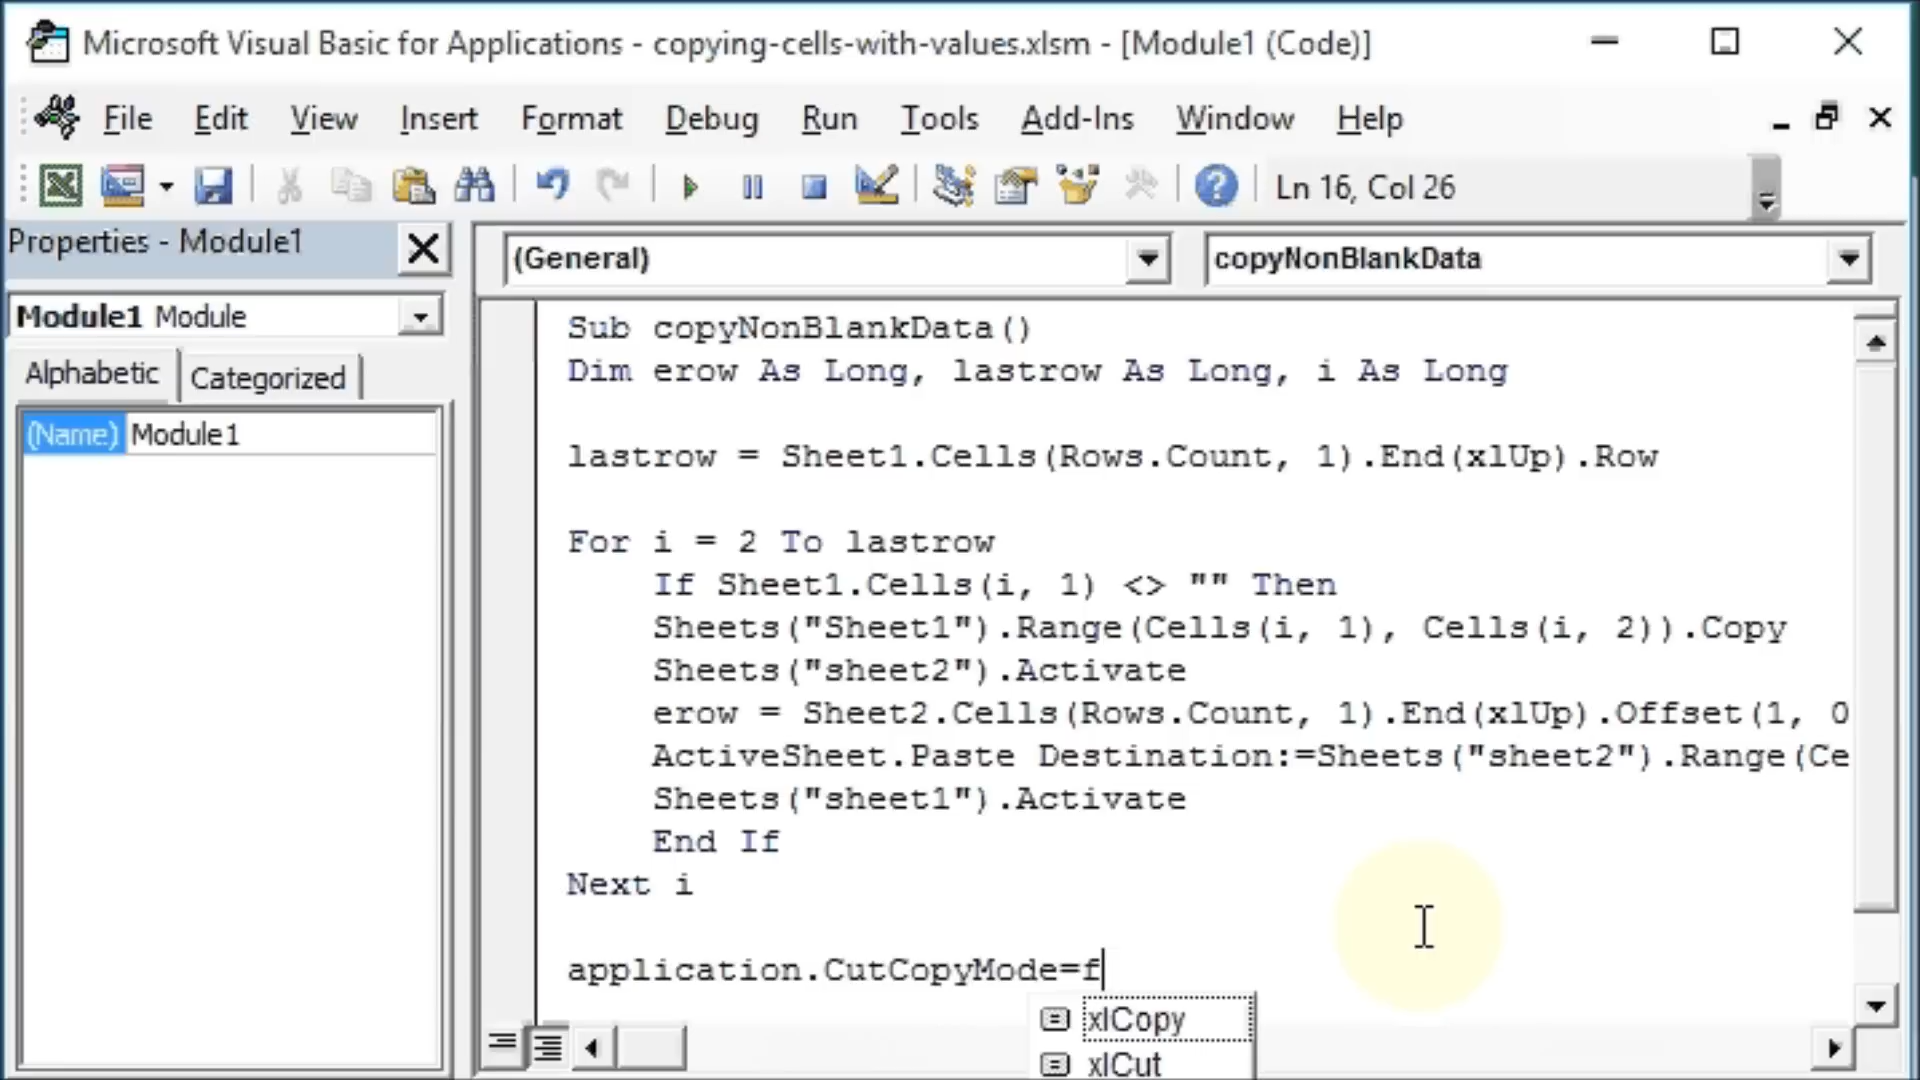 Microsoft Visual Basic for Applications - copying-cells-with-values.xlsm - [Module1 (Code)]
File Edit View Insert Format Debug Run Tools Add-Ins Window Help
Ln 16, Col 26
Properties - Module1
(General) copyNonBlankData
Module1 Module
Alphabetic Categorized
(Name) Module1
Sub copyNonBlankData()
Dim erow As Long, lastrow As Long, i As Long
lastrow = Sheet1.Cells(Rows.Count, 1).End(xlUp).Row
For i = 2 To lastrow
If Sheet1.Cells(i, 1) <> "" Then
Sheets("Sheet1").Range(Cells(i, 1), Cells(i, 2)).Copy
Sheets("sheet2").Activate
erow = Sheet2.Cells(Rows.Count, 1).End(xlUp).Offset(1, 0
ActiveSheet.Paste Destination:=Sheets("sheet2").Range(Ce
Sheets("sheet1").Activate
End If
Next i
application.CutCopyMode=f
xlCopy
xlCut